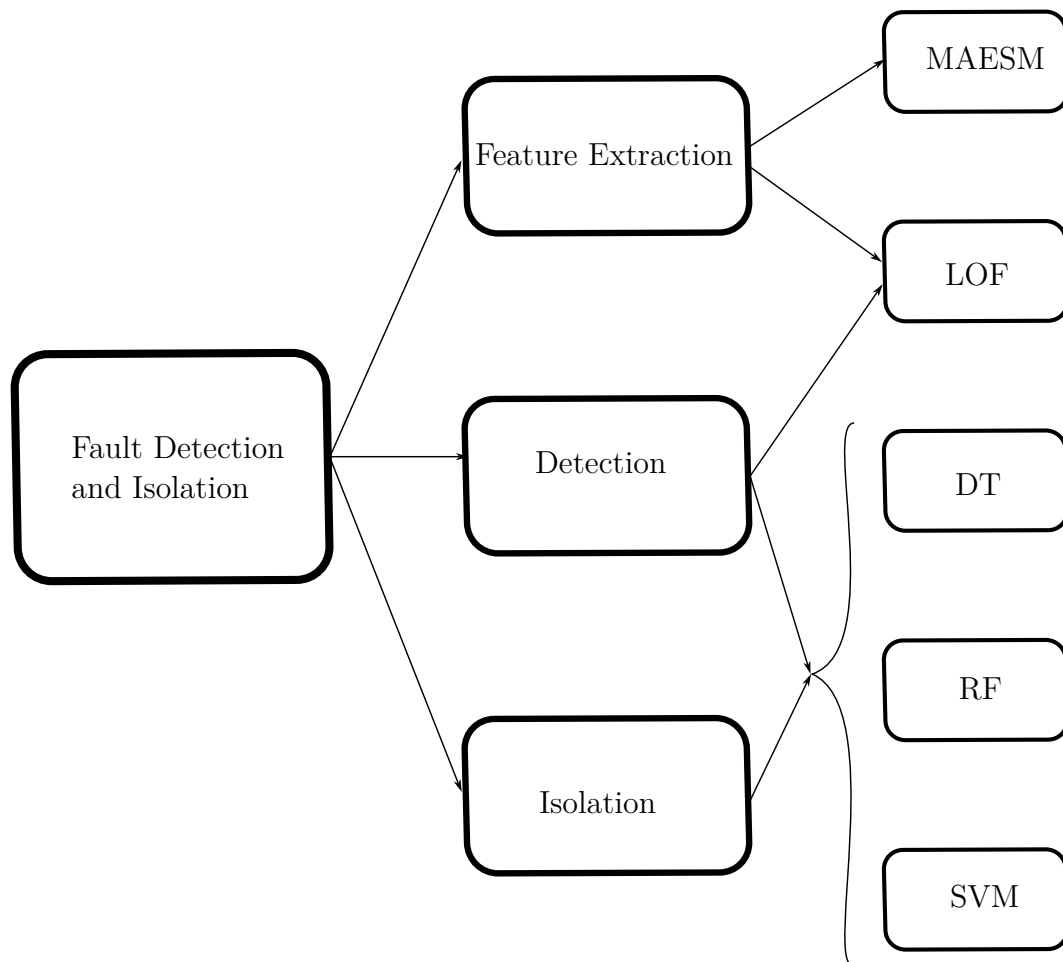 MAESM
Feature Extraction
LOF
Fault Detection
and Isolation
Detection
DT
RF
Isolation
SVM